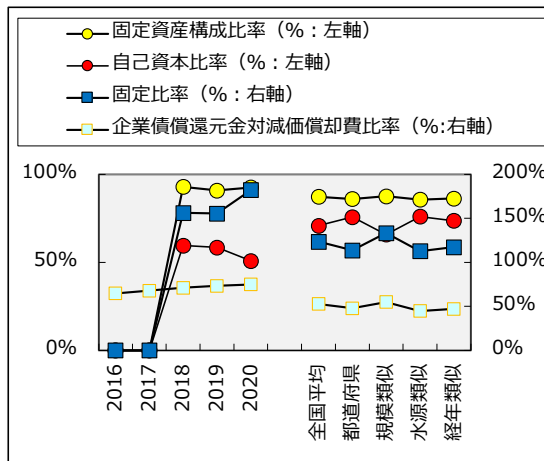 固定資産構成比率（%：左軸）
自己資本比率（%：左軸）
固定比率（%：右軸）
企業債償還元金対減価償却費比率（%:右軸）
100%
50%
0%
200%
150%
100%
50%
0%
2016
2017
2018
2019
2020
全国平均
都道府県
規模類似
水源類似
経年類似